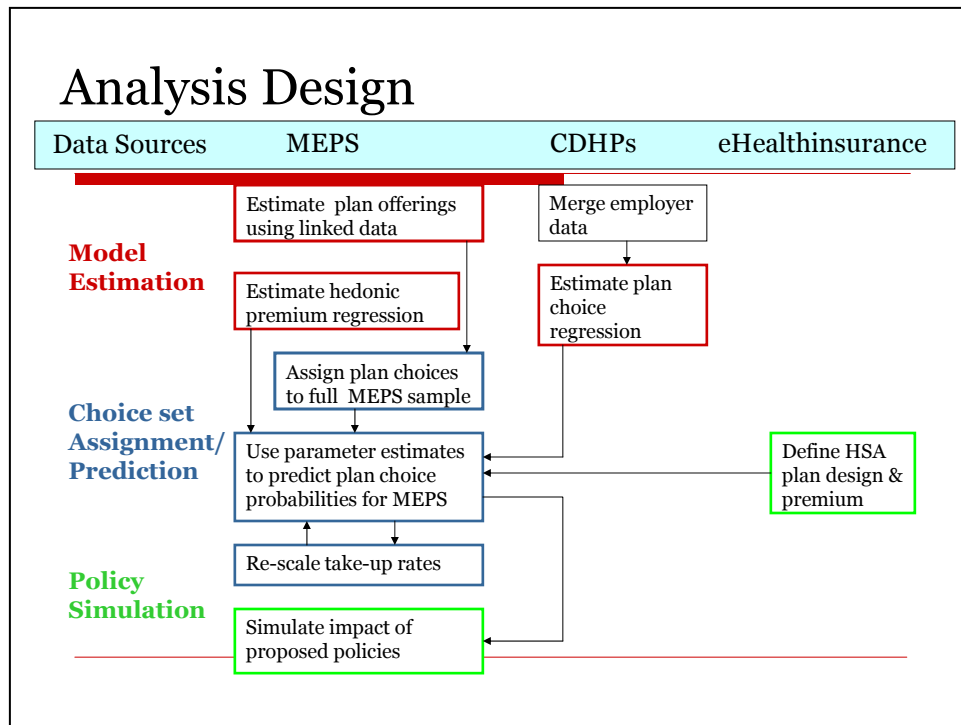 Analysis Design
Data Sources MEPS CDHPs eHealthinsurance
Estimate plan offerings
using linked data
Merge employer
data
Model
Estimation
Estimate hedonic
premium regression
Estimate plan
choice
regression
Assign plan choices
to full MEPS sample
Choice set
Assignment/
Prediction
Use parameter estimates
to predict plan choice
probabilities for MEPS
Define HSA
plan design &
premium
Re-scale take-up rates
Policy
Simulation
Simulate impact of
proposed policies